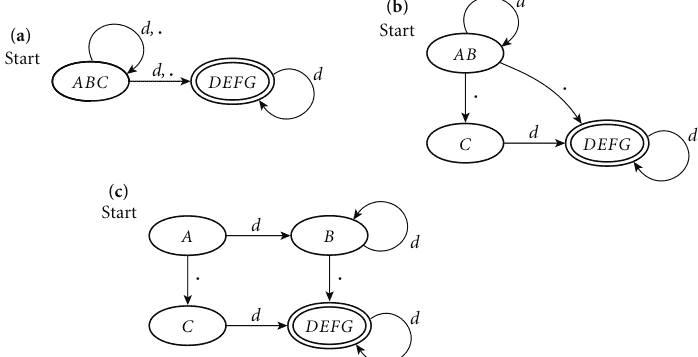 (a)
Start
d, .
ABC
d, .
DEFG
d
(b)
Start
d
AB
.
.
C
d
DEFG
d
(c)
Start
A
d
B
d
.
.
C
d
DEFG
d